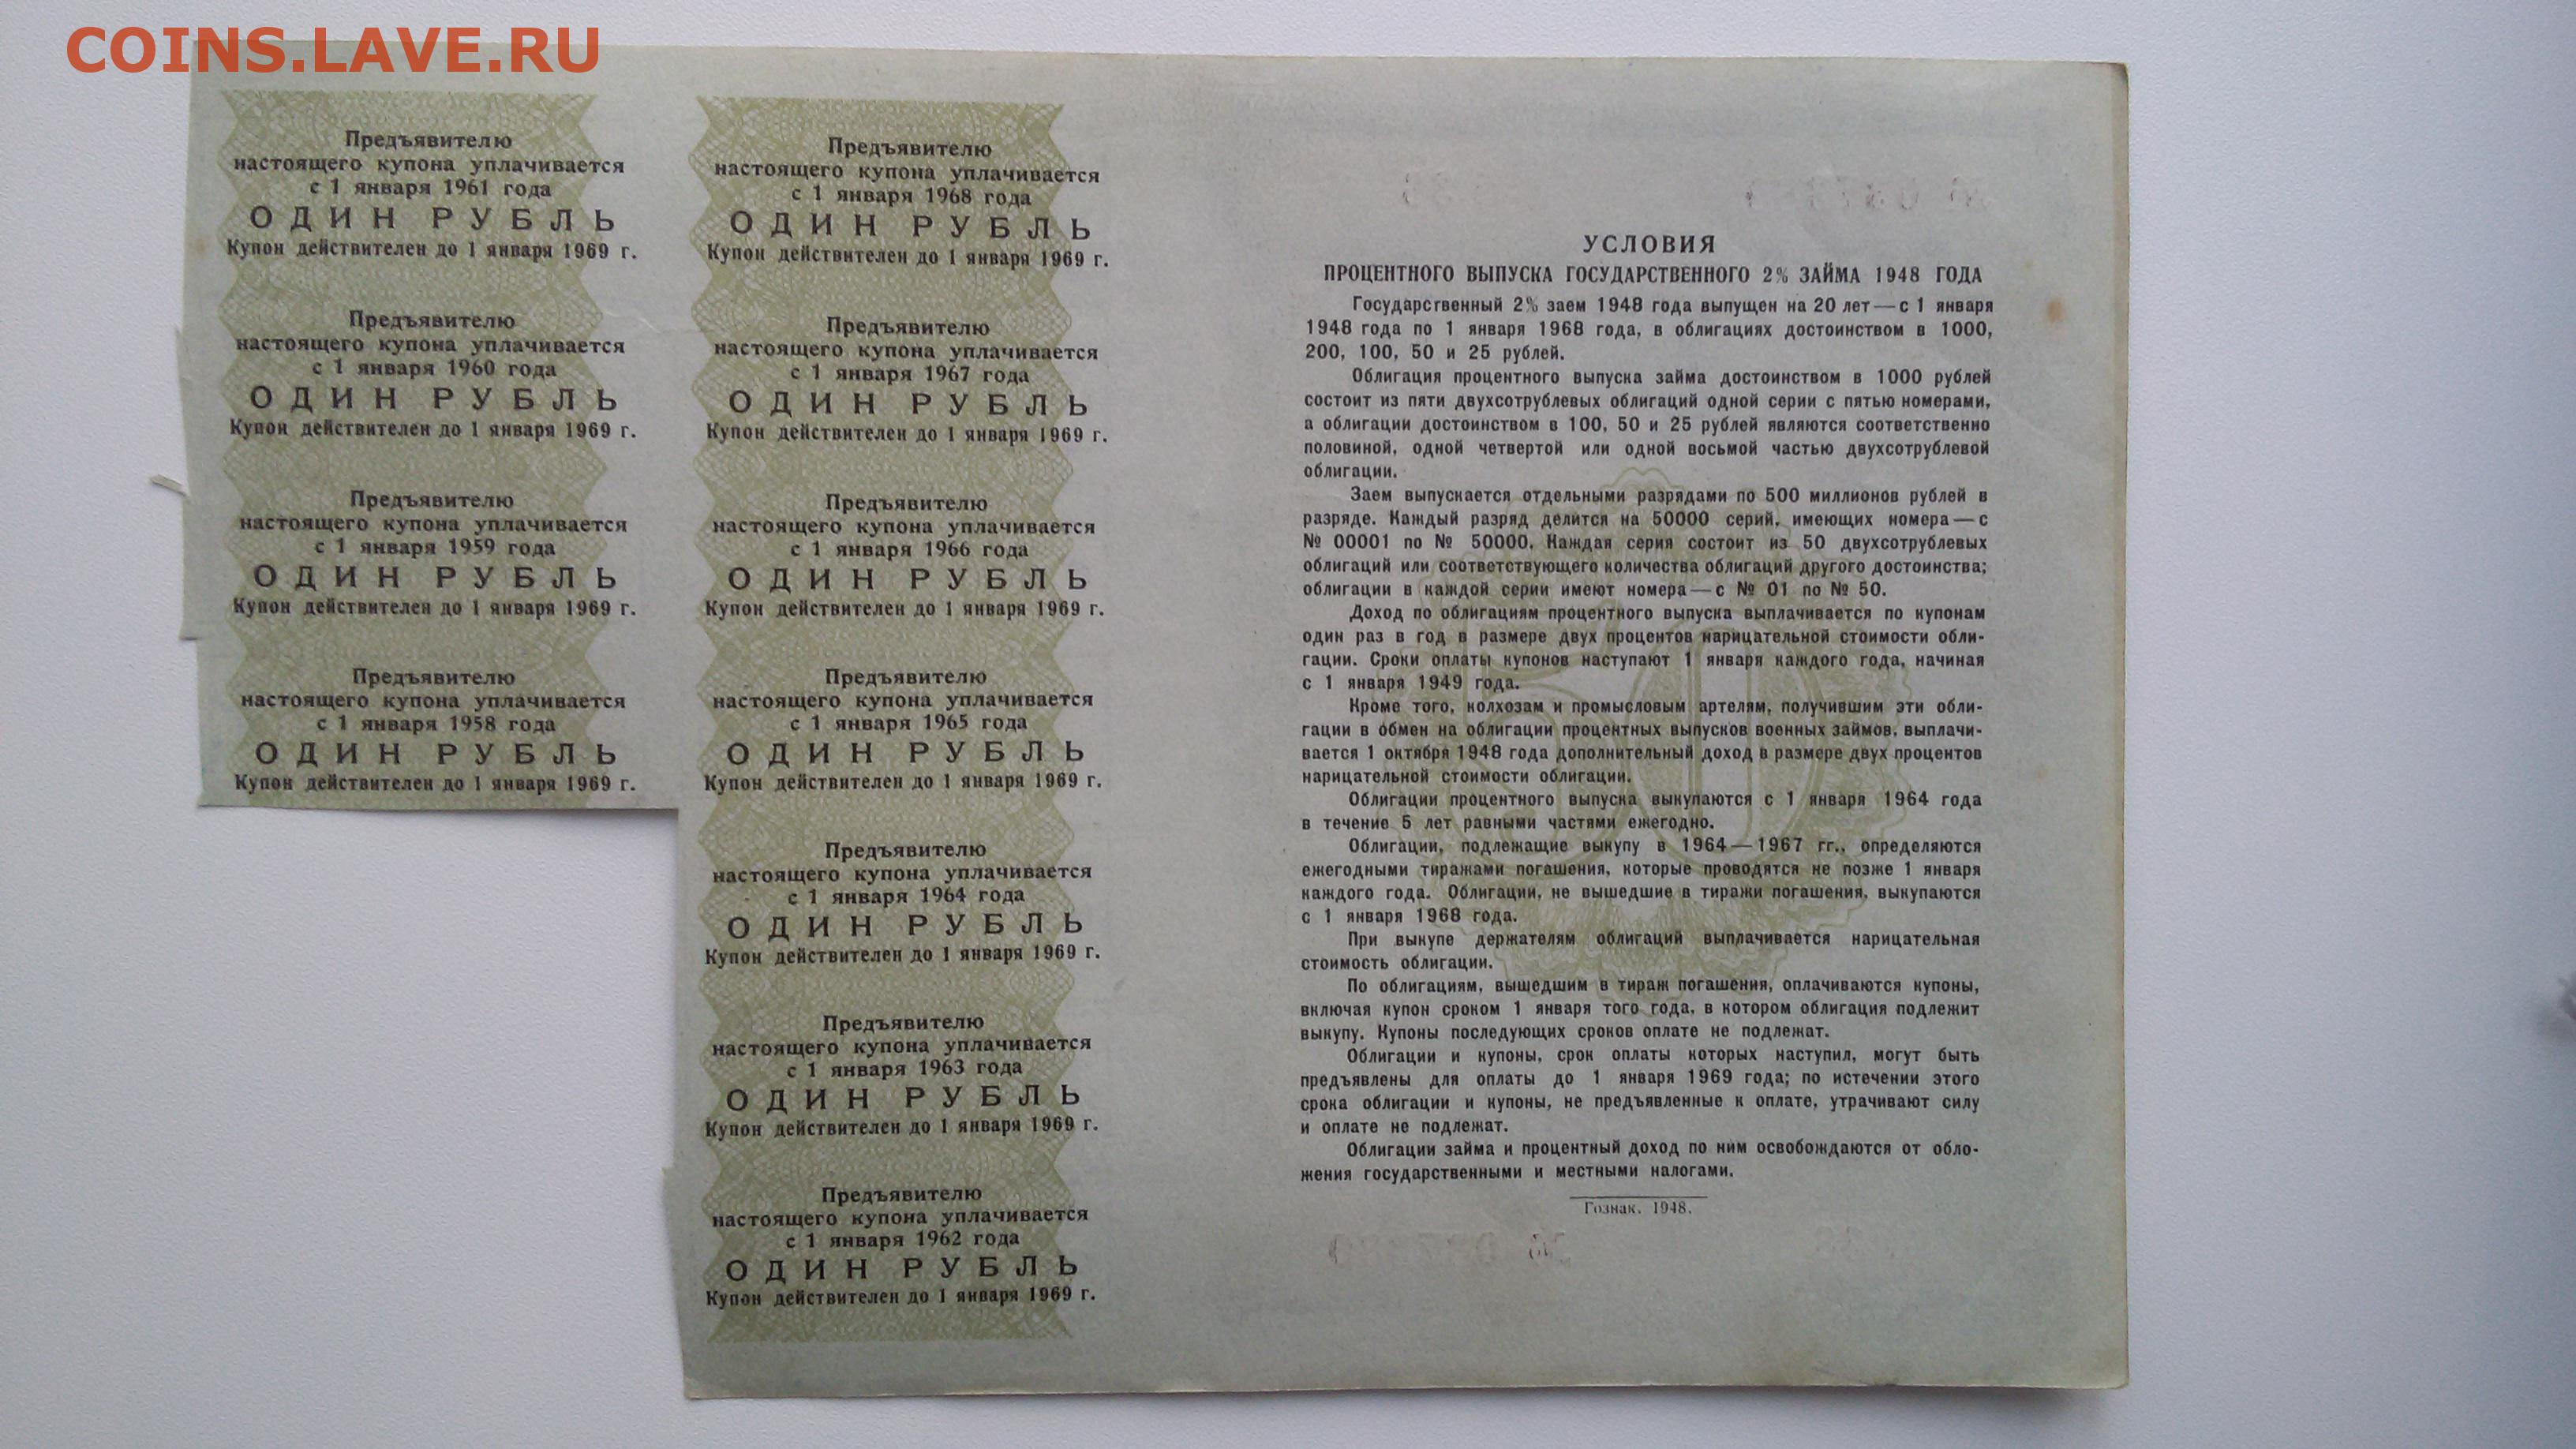 COINS.LAVE.RU
Предъявителю
настоящего купона уплачивается
с 1 января 1961 года
ОДИН РУБЛЬ
Купон действителен до 1 января 1969 г.
Предъявителю
настоящего купона уплачивается
с 1 января 1960 года
ОДИН РУБЛЬ
Купон действителен до 1 января 1969 г.
Предъявителю
настоящего купона уплачивается
с 1 января 1959 года
ОДИН РУБЛЬ
Купон действителен до 1 января 1969 г.
Предъявителю
настоящего купона уплачивается
с 1 января 1958 года
ОДИН РУБЛЬ
Купон действителен до 1 января 1969 г.
Предъявителю
настоящего купона уплачивается
с 1 января 1968 года
ОДИН РУБЛЬ
Купон действителен до 1 января 1969 г.
Предъявителю
настоящего купона уплачивается
с 1 января 1967 года
ОДИН РУБЛЬ
Купон действителен до 1 января 1969 г.
Предъявителю
настоящего купона уплачивается
с 1 января 1966 года
ОДИН РУБЛЬ
Купон действителен до 1 января 1969 г.
Предъявителю
настоящего купона уплачивается
с 1 января 1965 года
ОДИН РУБЛЬ
Купон действителен до 1 января 1969 г.
Предъявителю
настоящего купона уплачивается
с 1 января 1964 года
ОДИН РУБЛЬ
Купон действителен до 1 января 1969 г.
Предъявителю
настоящего купона уплачивается
с 1 января 1963 года
ОДИН РУБЛЬ
Купон действителен до 1 января 1969 г.
Предъявителю
настоящего купона уплачивается
с 1 января 1962 года
ОДИН РУБЛЬ
Купон действителен до 1 января 1969 г.
УСЛОВИЯ
ПРОЦЕНТНОГО ВЫПУСКА ГОСУДАРСТВЕННОГО 2% ЗАЙМА 1948 ГОДА
Государственный 2% заем 1948 года выпущен на 20 лет — с 1 января
1948 года по 1 января 1968 года, в облигациях достоинством в 1000,
200, 100, 50 и 25 рублей.
Облигация процентного выпуска займа достоинством в 1000 рублей
состоит из пяти двухсотрублевых облигаций одной серии с пятью номерами,
а облигации достоинством в 100, 50 и 25 рублей являются соответственно
половиной, одной четвертой или одной восьмой частью двухсотрублевой
облигации.
Заем выпускается отдельными разрядами по 500 миллионов рублей в
разряде. Каждый разряд делится на 50000 серий, имеющих номера — с
№ 00001 по № 50000. Каждая серия состоит из 50 двухсотрублевых
облигаций или соответствующего количества облигаций другого достоинства;
облигации в каждой серии имеют номера — с № 01 по № 50.
Доход по облигациям процентного выпуска выплачивается по купонам
один раз в год в размере двух процентов нарицательной стоимости обли-
гации. Сроки оплаты купонов наступают 1 января каждого года, начиная
с 1 января 1949 года.
Кроме того, колхозам и промысловым артелям, получившим эти обли-
гации в обмен на облигации процентных выпусков военных займов, выплачи-
вается 1 октября 1948 года дополнительный доход в размере двух процентов
нарицательной стоимости облигации.
Облигации процентного выпуска выкупаются с 1 января 1964 года
в течение 5 лет равными частями ежегодно.
Облигации, подлежащие выкупу в 1964 — 1967 гг., определяются
ежегодными тиражами погашения, которые проводятся не позже 1 января
каждого года. Облигации, не вышедшие в тиражи погашения, выкупаются
с 1 января 1968 года.
При выкупе держателям облигаций выплачивается нарицательная
стоимость облигации.
По облигациям, вышедшим в тираж погашения, оплачиваются купоны,
включая купон сроком 1 января того года, в котором облигация подлежит
выкупу. Купоны последующих сроков оплате не подлежат.
Облигации и купоны, срок оплаты которых наступил, могут быть
предъявлены для оплаты до 1 января 1969 года; по истечении этого
срока облигации и купоны, не предъявленные к оплате, утрачивают силу
и оплате не подлежат.
Облигации займа и процентный доход по ним освобождаются от обло-
жения государственными и местными налогами.
Гознак. 1948.
50